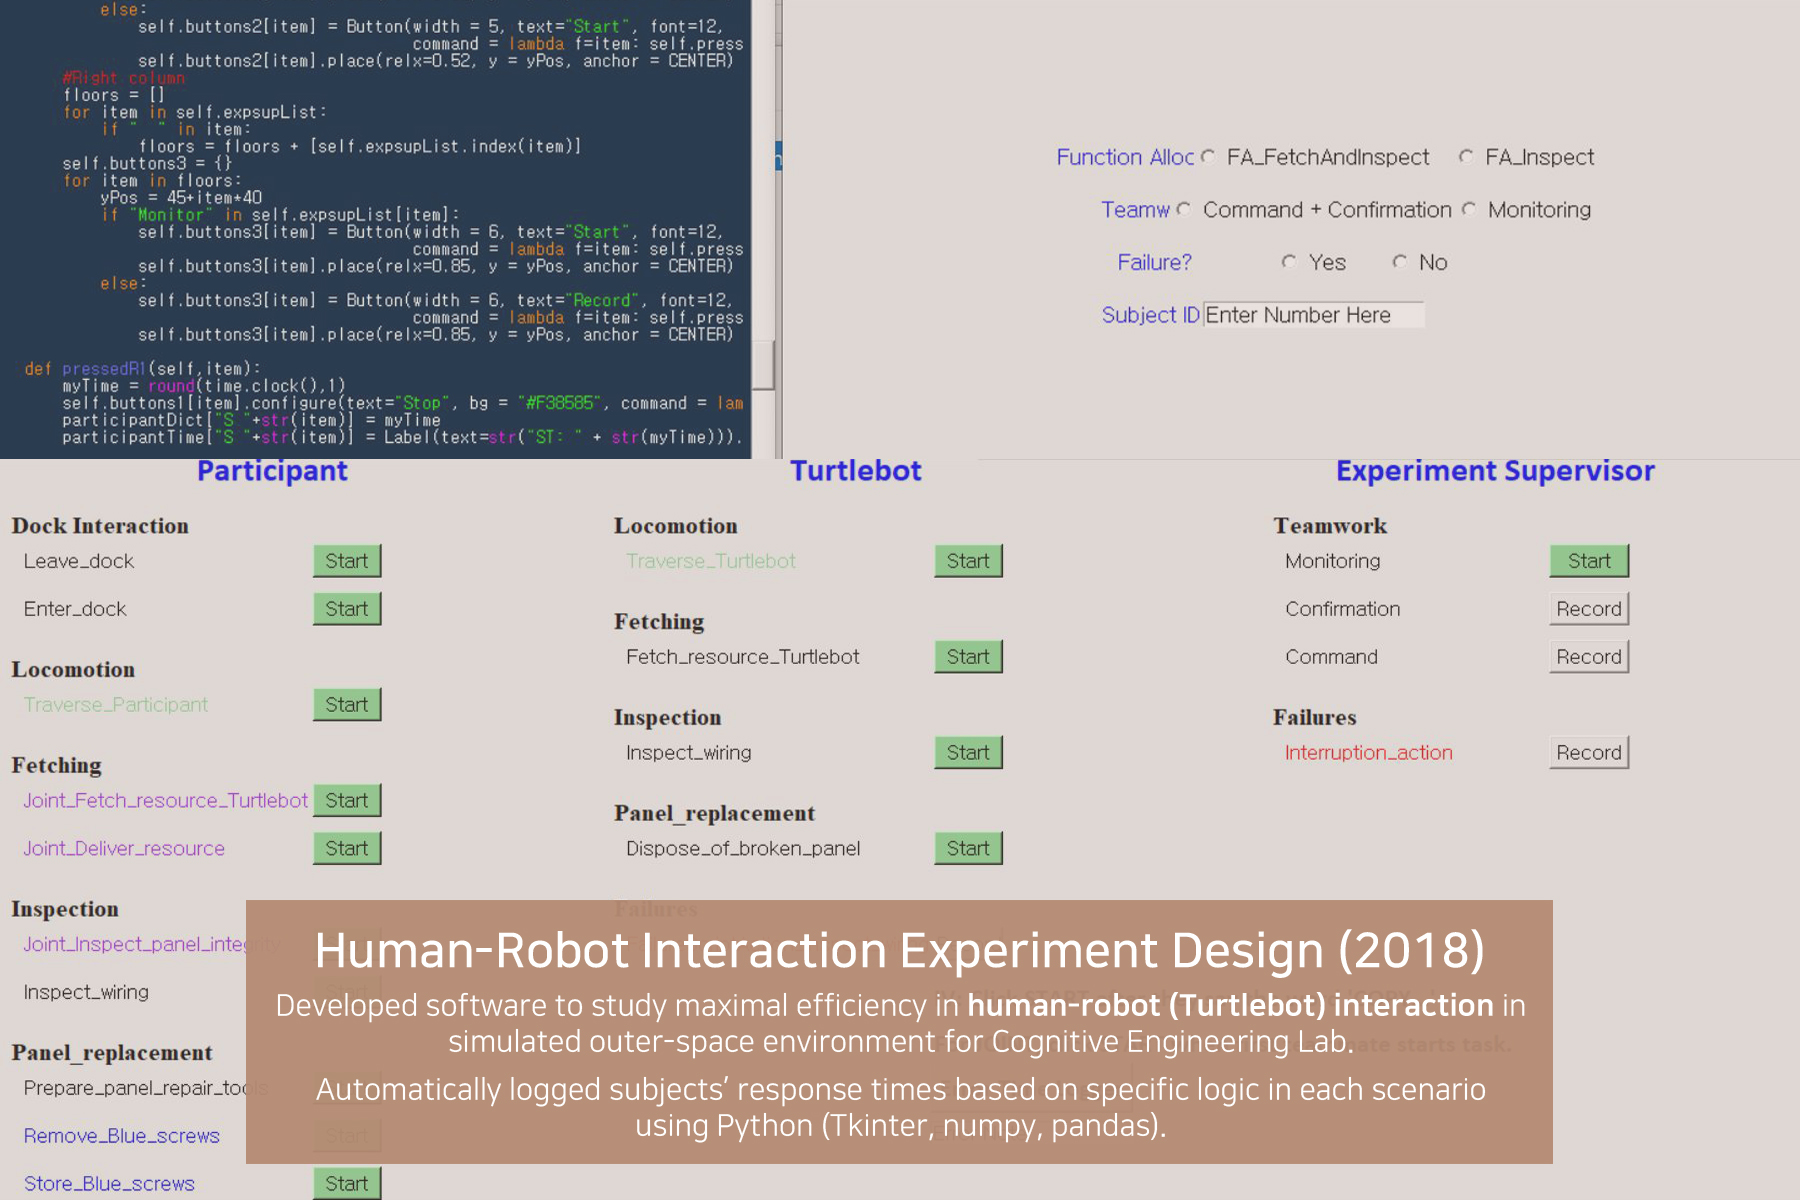 else:
self.buttons2[item] = Button(width = 5, text="Start", font=12,
command = lambda f=item: self.press
self.buttons2[item].place(relx=0.52, y = yPos, anchor = CENTER)
#Right column
floors = []
for item in self.expsupList:
if "  " in item:
floors = floors + [self.expsupList.index(item)]
self.buttons3 = {}
for item in floors:
yPos = 45+item*40
if "Monitor" in self.expsupList[item]:
self.buttons3[item] = Button(width = 6, text="Start", font=12,
command = lambda f=item: self.press
self.buttons3[item].place(relx=0.85, y = yPos, anchor = CENTER)
else:
self.buttons3[item] = Button(width = 6, text="Record", font=12,
command = lambda f=item: self.press
self.buttons3[item].place(relx=0.85, y = yPos, anchor = CENTER)
def pressedR1(self,item):
myTime = round(time.clock(),1)
self.buttons1[item].configure(text="Stop", bg = "#F38585", command = lam
participantDict["S "+str(item)] = myTime
participantTime["S "+str(item)] = Label(text=str("ST: " + str(myTime))).
Function Alloc FA_FetchAndInspect FA_Inspect
Teamw Command + Confirmation Monitoring
Failure? Yes No
Subject ID Enter Number Here
Participant
Dock Interaction
Leave_dock Start
Enter_dock Start
Locomotion
Traverse_Participant Start
Fetching
Joint_Fetch_resource_Turtlebot Start
Joint_Deliver_resource Start
Inspection
Joint_Inspect_panel_integrity
Inspect_wiring
Panel_replacement
Prepare_panel_repair_tools
Remove_Blue_screws Start
Store_Blue_screws Start
Turtlebot
Locomotion
Traverse_Turtlebot Start
Fetching
Fetch_resource_Turtlebot Start
Inspection
Inspect_wiring Start
Panel_replacement
Dispose_of_broken_panel Start
Failures
Experiment Supervisor
Teamwork
Monitoring Start
Confirmation Record
Command Record
Failures
Interruption_action Record
Human-Robot Interaction Experiment Design (2018)
Developed software to study maximal efficiency in human-robot (Turtlebot) interaction in
simulated outer-space environment for Cognitive Engineering Lab.
Automatically logged subjects’ response times based on specific logic in each scenario
using Python (Tkinter, numpy, pandas).